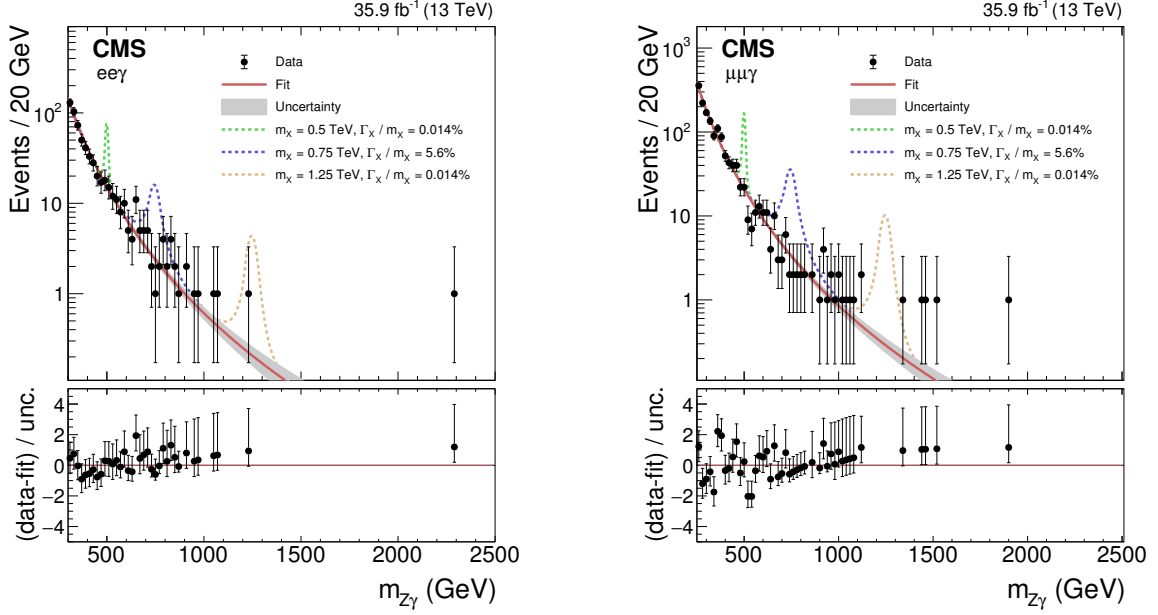 35.9 fb⁻¹ (13 TeV)
CMS
eeγ
Data
Fit
Uncertainty
m_X = 0.5 TeV, Γ_X / m_X = 0.014%
m_X = 0.75 TeV, Γ_X / m_X = 5.6%
m_X = 1.25 TeV, Γ_X / m_X = 0.014%
Events / 20 GeV
10²
10
1
(data-fit) / unc.
4
2
0
−2
−4
500 1000 1500 2000 2500
m_Zγ (GeV)
35.9 fb⁻¹ (13 TeV)
CMS
μμγ
Data
Fit
Uncertainty
m_X = 0.5 TeV, Γ_X / m_X = 0.014%
m_X = 0.75 TeV, Γ_X / m_X = 5.6%
m_X = 1.25 TeV, Γ_X / m_X = 0.014%
Events / 20 GeV
10³
10²
10
1
(data-fit) / unc.
4
2
0
−2
−4
500 1000 1500 2000 2500
m_Zγ (GeV)